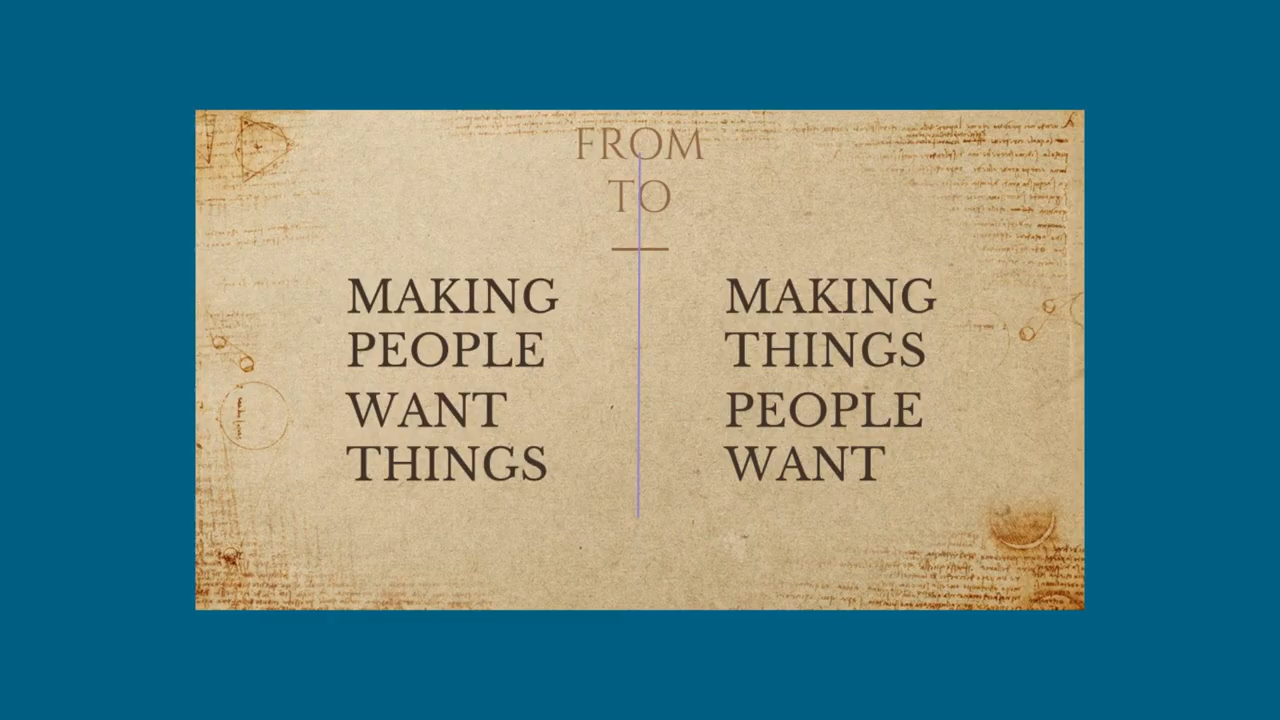 FROM
TO
MAKING
PEOPLE
WANT
THINGS
MAKING
THINGS
PEOPLE
WANT